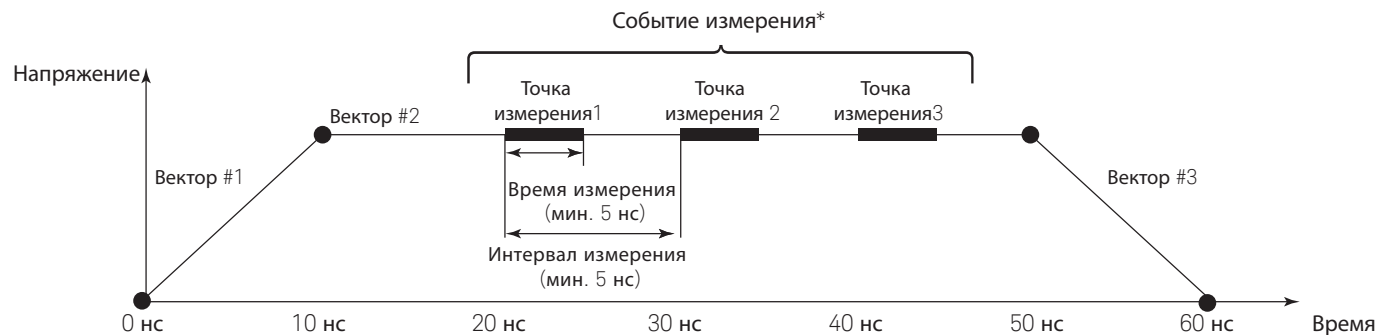 Событие измерения*
Напряжение
Точка
измерения1
Точка
измерения 2
Точка
измерения3
Вектор #2
Вектор #1
Вектор #3
Время измерения
(мин. 5 нс)
Интервал измерения
(мин. 5 нс)
0 нс 10 нс 20 нс 30 нс 40 нс 50 нс 60 нс Время